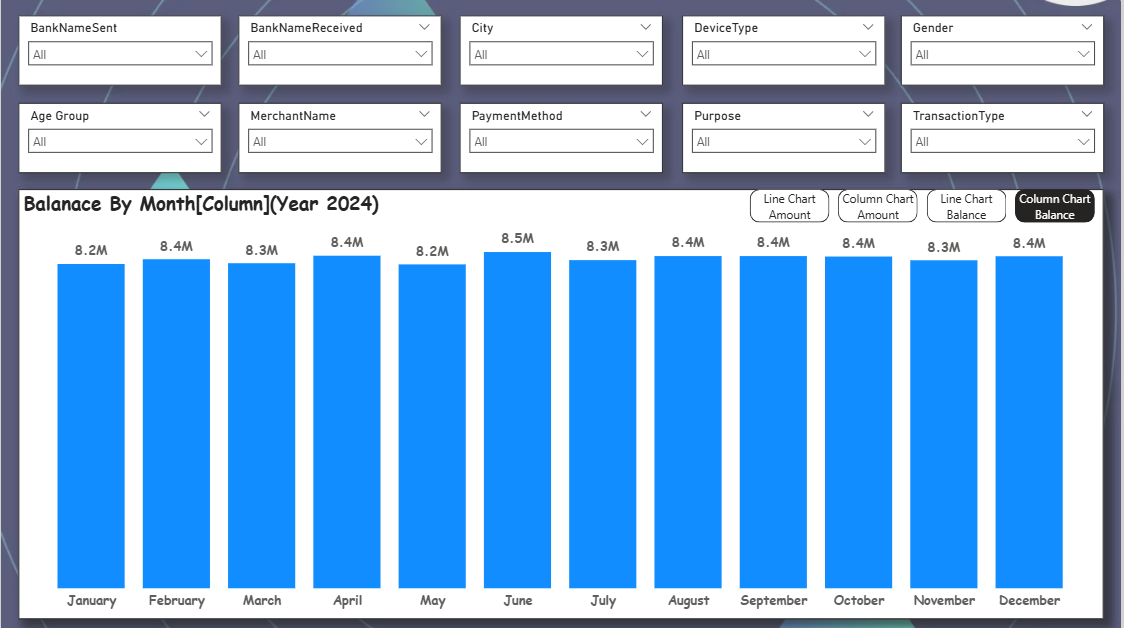 BankNameSent
BankNameReceived
City
DeviceType
Gender
All
All
All
All
All
Age Group
MerchantName
PaymentMethod
Purpose
TransactionType
All
All
All
All
All
Balanace By Month[Column](Year 2024)
Line Chart
Amount
Column Chart
Amount
Line Chart
Balance
Column Chart
Balance
8.2M
8.4M
8.3M
8.4M
8.2M
8.5M
8.3M
8.4M
8.4M
8.4M
8.3M
8.4M
January
February
March
April
May
June
July
August
September
October
November
December